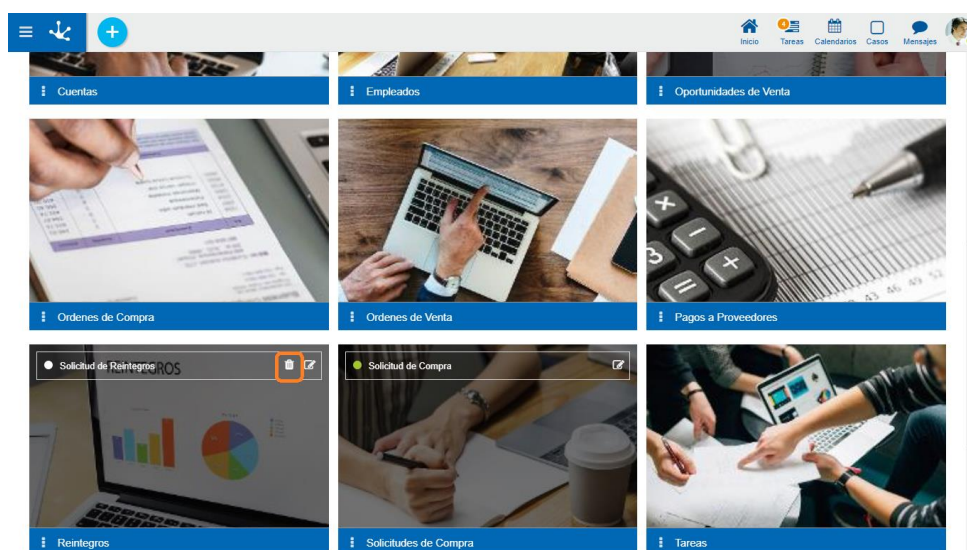 4
Inicio Tareas Calendarios Casos Mensajes
Cuentas Empleados Oportunidades de Venta
Ordenes de Compra Ordenes de Venta Pagos a Proveedores
Solicitud de Reintegros Solicitud de Compra
Reintegros Solicitudes de Compra Tareas